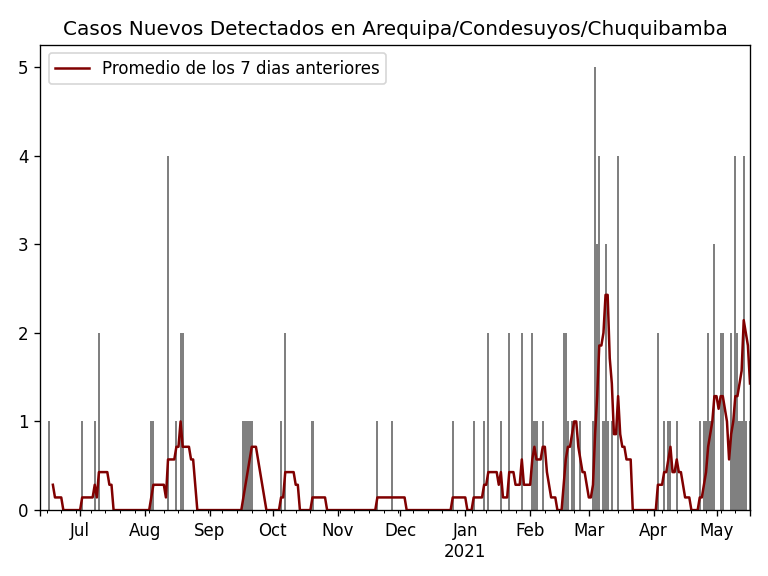 Casos Nuevos Detectados en Arequipa/Condesuyos/Chuquibamba
Promedio de los 7 dias anteriores
5
4
3
2
1
0
Jul Aug Sep Oct Nov Dec Jan Feb Mar Apr May
2021